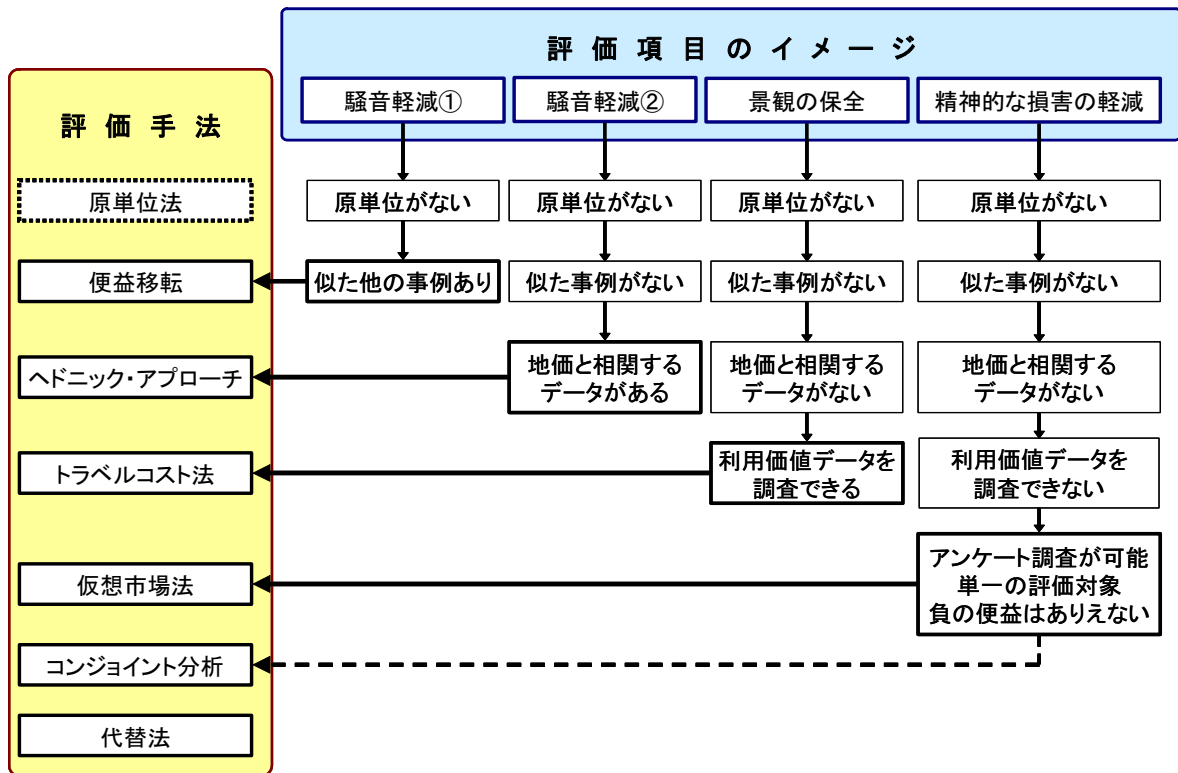 評価項目のイメージ
騒音軽減①
騒音軽減②
景観の保全
精神的な損害の軽減
評価手法
原単位法
原単位がない
原単位がない
原単位がない
原単位がない
便益移転
似た他の事例あり
似た事例がない
似た事例がない
似た事例がない
ヘドニック・アプローチ
地価と相関する
データがある
地価と相関する
データがない
地価と相関する
データがない
トラベルコスト法
利用価値データを
調査できる
利用価値データを
調査できない
仮想市場法
アンケート調査が可能
単一の評価対象
負の便益はありえない
コンジョイント分析
代替法